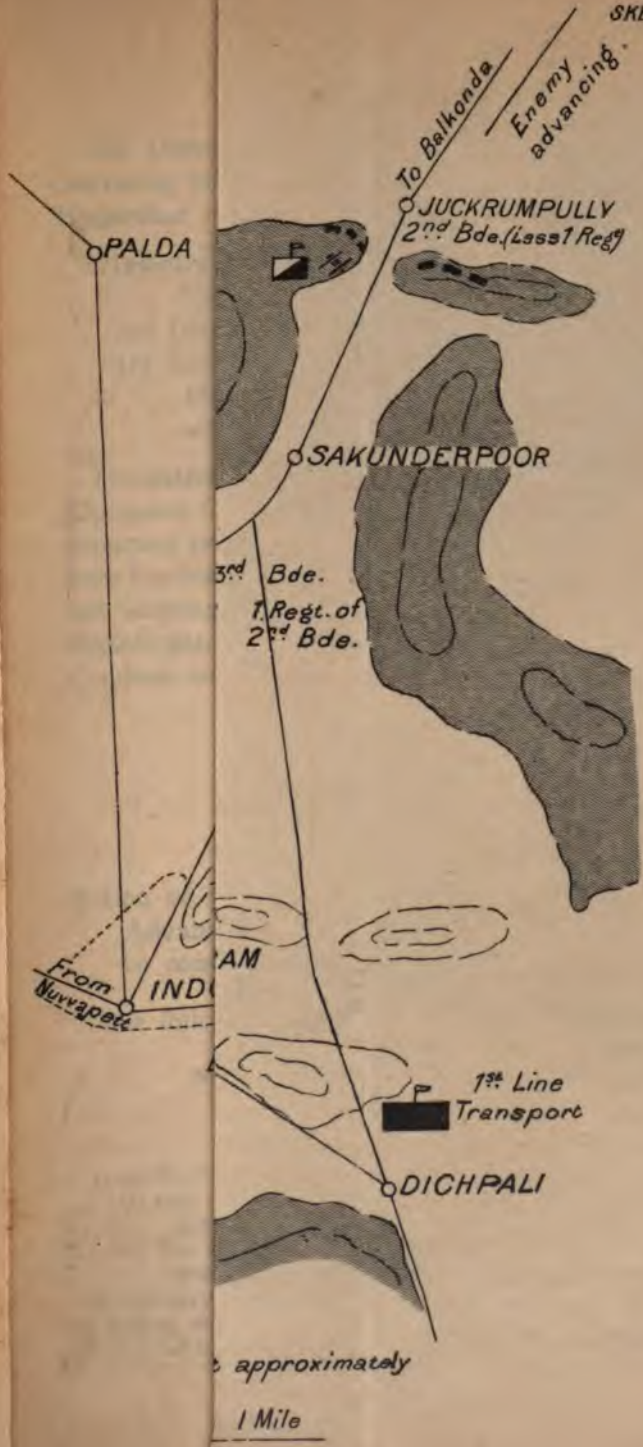 SKE
To Balkonda
Enemy
advancing.
JUCKRUMPULLY
2nd Bde. (Less 1 Regt)
PALDA
SAKUNDERPOOR
3rd Bde.
1. Regt. of
2nd Bde.
AM
From
Nuvvapett
IND
1st Line
Transport
DICHPALI
t approximately
1 Mile